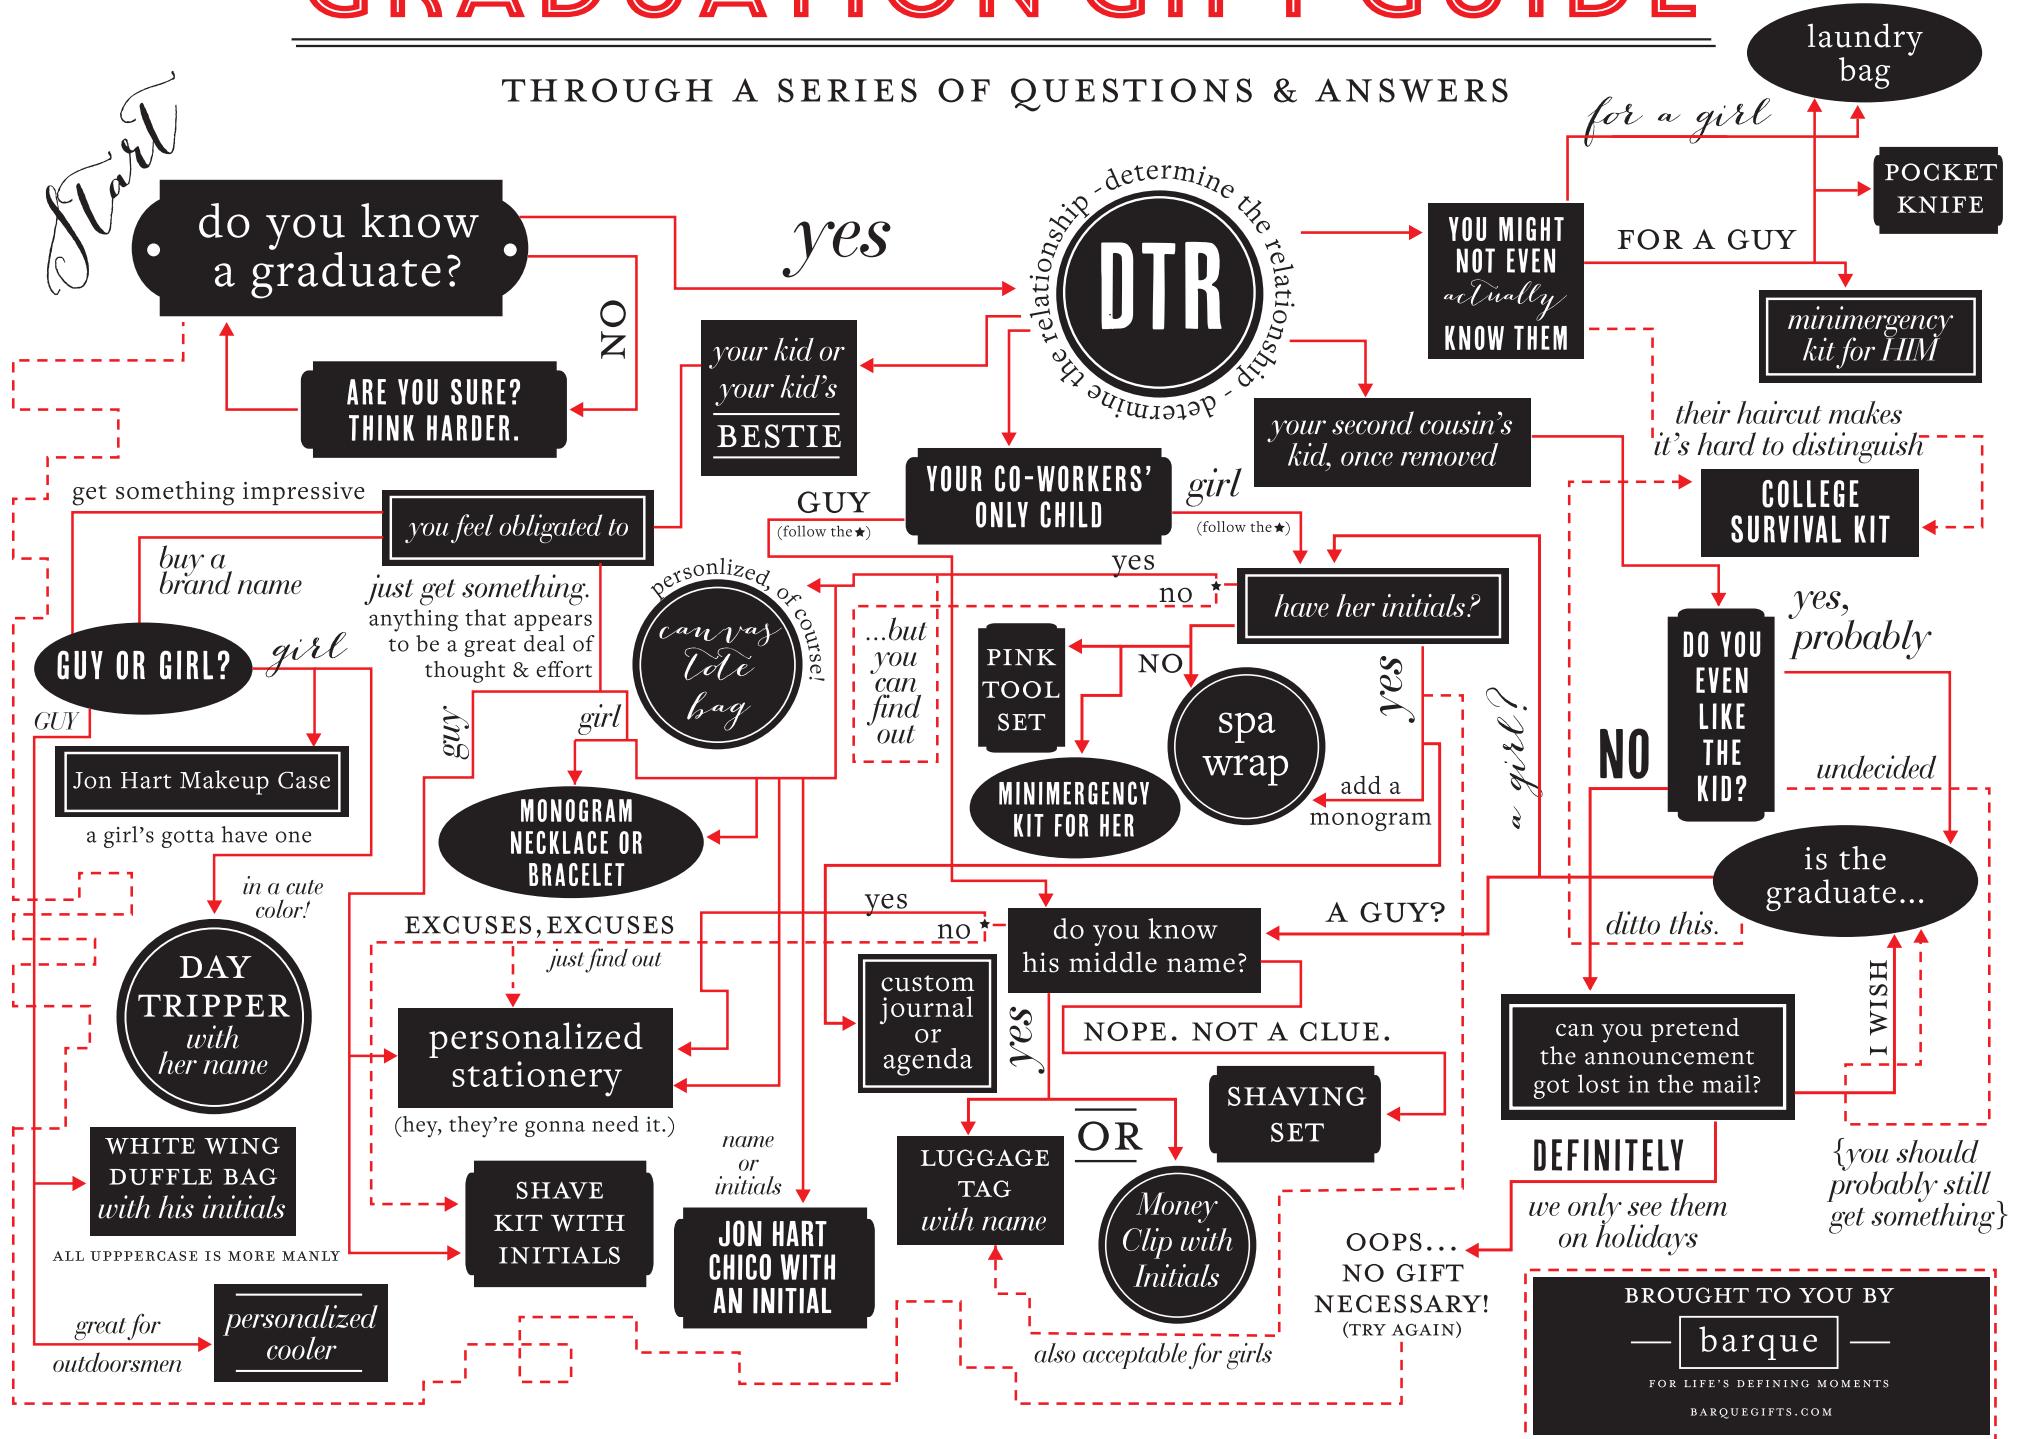 GRADUATION GIFT GUIDE
THROUGH A SERIES OF QUESTIONS & ANSWERS
Start
do you know
a graduate?
yes
NO
ARE YOU SURE?
THINK HARDER.
DTR
determine the relationship - determine the relationship -
YOU MIGHT
NOT EVEN
actually
KNOW THEM
for a girl
laundry
bag
FOR A GUY
POCKET
KNIFE
minimergency
kit for HIM
their haircut makes
it's hard to distinguish
COLLEGE
SURVIVAL KIT
your kid or
your kid's
BESTIE
YOUR CO-WORKERS'
ONLY CHILD
your second cousin's
kid, once removed
GUY
(follow the★)
girl
(follow the★)
get something impressive
you feel obligated to
buy a
brand name
just get something.
anything that appears
to be a great deal of
thought & effort
GUY OR GIRL?
girl
GUY
Jon Hart Makeup Case
a girl's gotta have one
in a cute
color!
DAY
TRIPPER
with
her name
WHITE WING
DUFFLE BAG
with his initials
ALL UPPPERCASE IS MORE MANLY
great for
outdoorsmen
personalized
cooler
guy
girl
personlized, of course!
canvas
tote
bag
yes
no ★
...but
you
can
find
out
have her initials?
PINK
TOOL
SET
NO
spa
wrap
MINIMERGENCY
KIT FOR HER
yes
add a
monogram
a girl?
MONOGRAM
NECKLACE OR
BRACELET
EXCUSES, EXCUSES
just find out
yes
no ★
do you know
his middle name?
A GUY?
personalized
stationery
(hey, they're gonna need it.)
custom
journal
or
agenda
yes
NOPE. NOT A CLUE.
SHAVING
SET
SHAVE
KIT WITH
INITIALS
name
or
initials
JON HART
CHICO WITH
AN INITIAL
LUGGAGE
TAG
with name
OR
Money
Clip with
Initials
also acceptable for girls
DO YOU
EVEN
LIKE
THE
KID?
yes,
probably
NO
undecided
is the
graduate...
ditto this.
I WISH
can you pretend
the announcement
got lost in the mail?
DEFINITELY
we only see them
on holidays
{you should
probably still
get something}
OOPS...
NO GIFT
NECESSARY!
(TRY AGAIN)
BROUGHT TO YOU BY
barque
FOR LIFE'S DEFINING MOMENTS
BARQUEGIFTS.COM